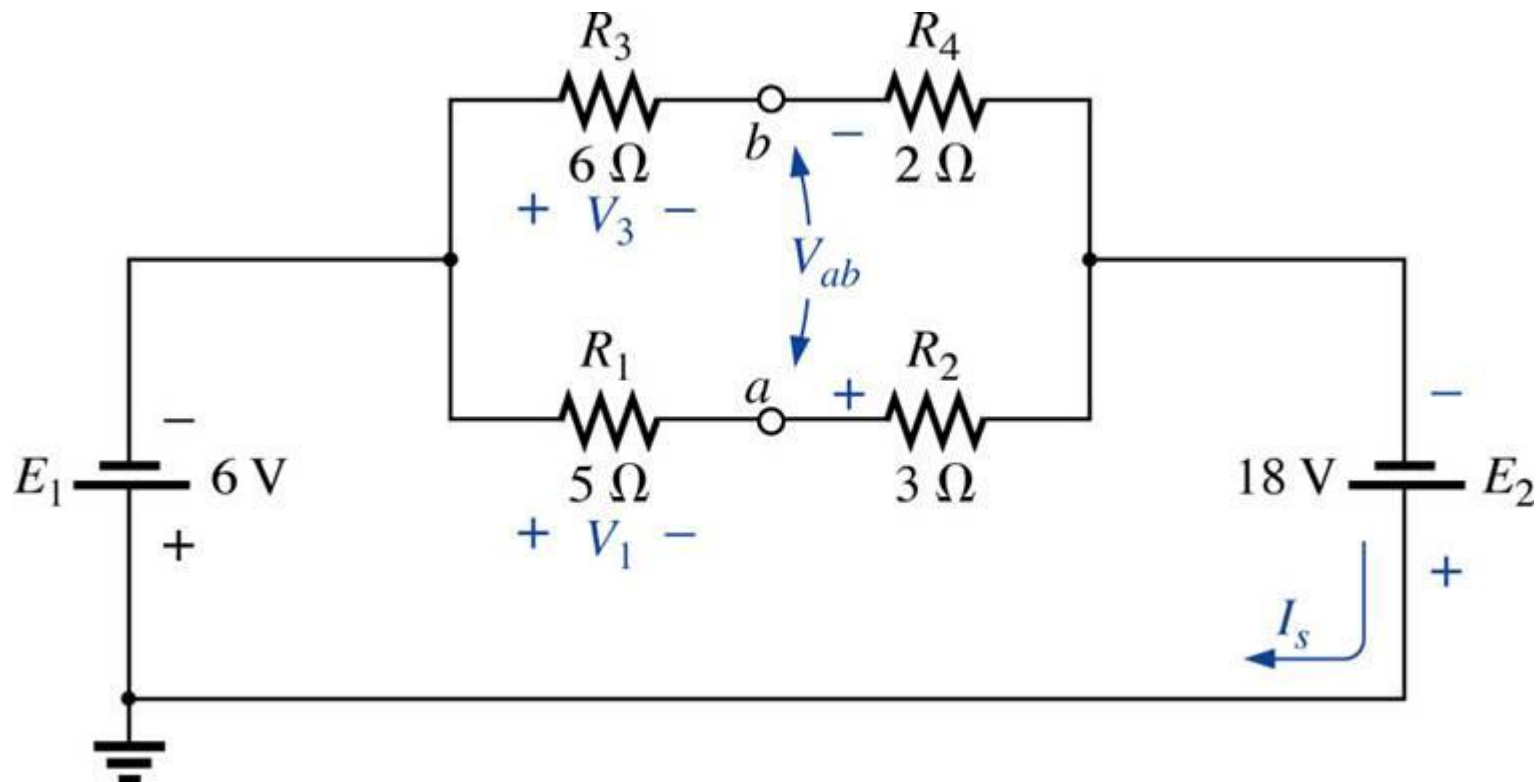 R3 R4
b −
6 Ω 2 Ω
+ V3 −
Vab
R1 a + R2
− −
E1 6 V 5 Ω 3 Ω 18 V E2
+ + V1 − +
Is